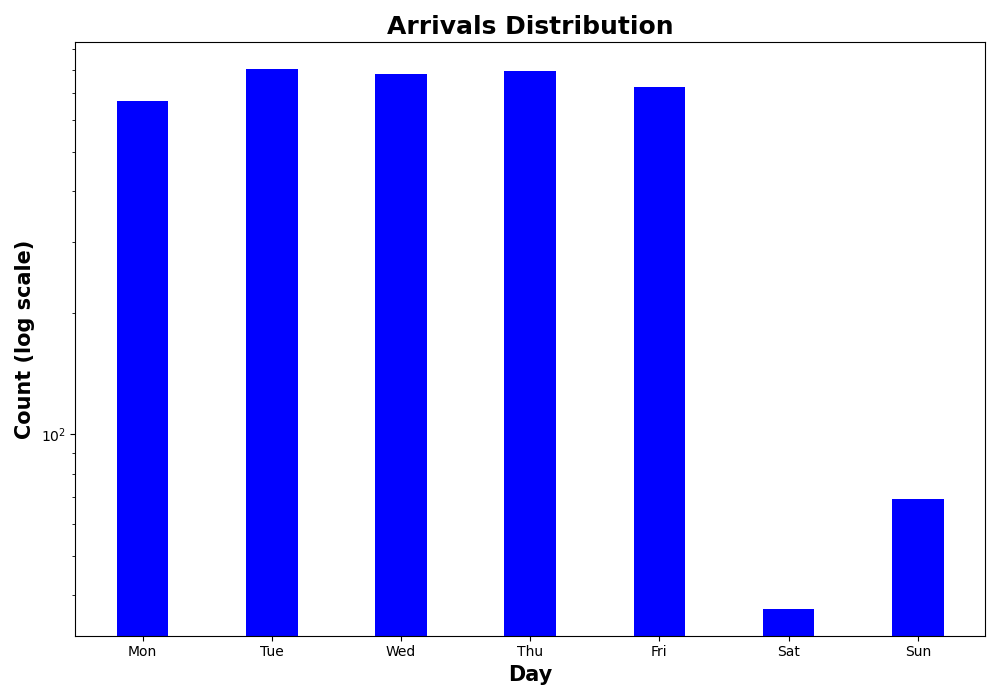 Arrivals Distribution
Count (log scale)
10²
Mon Tue Wed Thu Fri Sat Sun
Day